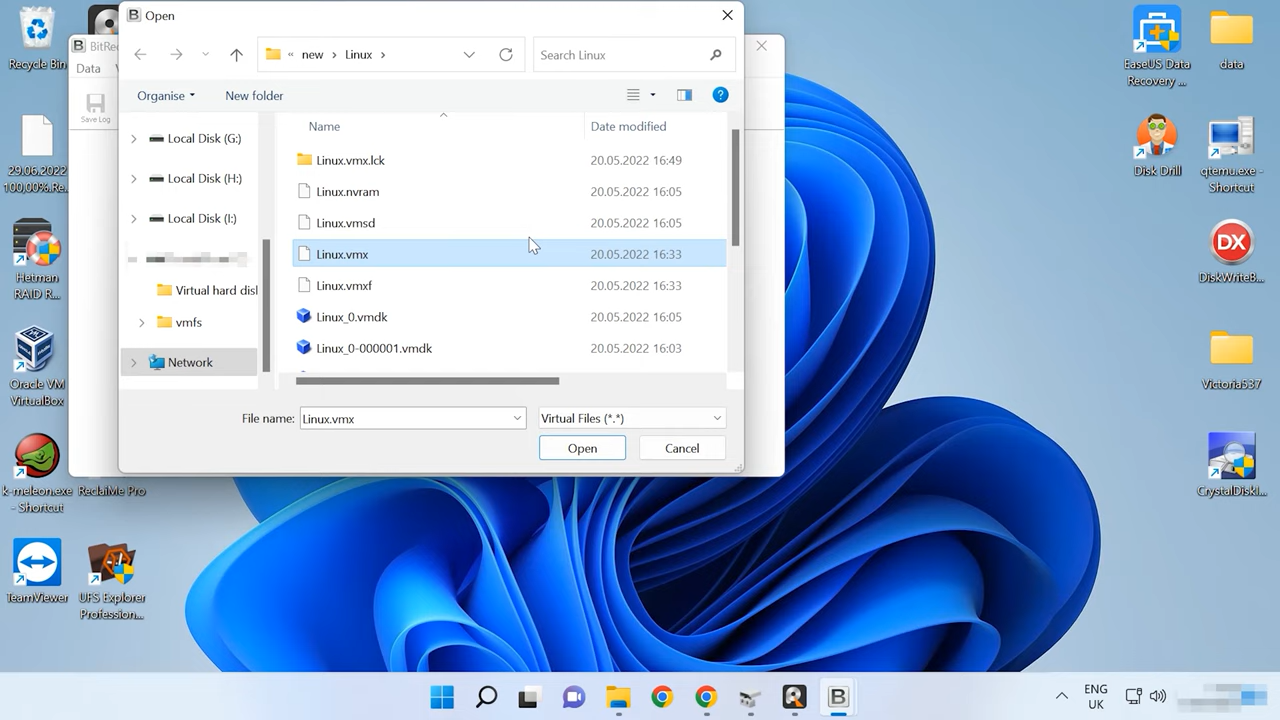 Recycle Bin
29.06.2022
100,00%.Re...
Hetman
RAID R...
Oracle VM
VirtualBox
k-meleon.exe
- Shortcut
ReclaiMe Pro
TeamViewer
UFS Explorer
Profession...
BitRec
Data
Save Log
Open
« new > Linux >
Search Linux
Organise
New folder
Local Disk (G:)
Local Disk (H:)
Local Disk (I:)
Virtual hard disl
vmfs
Network
Name Date modified
Linux.vmx.lck 20.05.2022 16:49
Linux.nvram 20.05.2022 16:05
Linux.vmsd 20.05.2022 16:05
Linux.vmx 20.05.2022 16:33
Linux.vmxf 20.05.2022 16:33
Linux_0.vmdk 20.05.2022 16:05
Linux_0-000001.vmdk 20.05.2022 16:03
File name: Linux.vmx Virtual Files (*.*)
Open Cancel
EaseUS Data
Recovery ...
data
Disk Drill
qtemu.exe -
Shortcut
DX
DiskWriteB...
Victoria537
CrystalDiskI...
ENG
UK